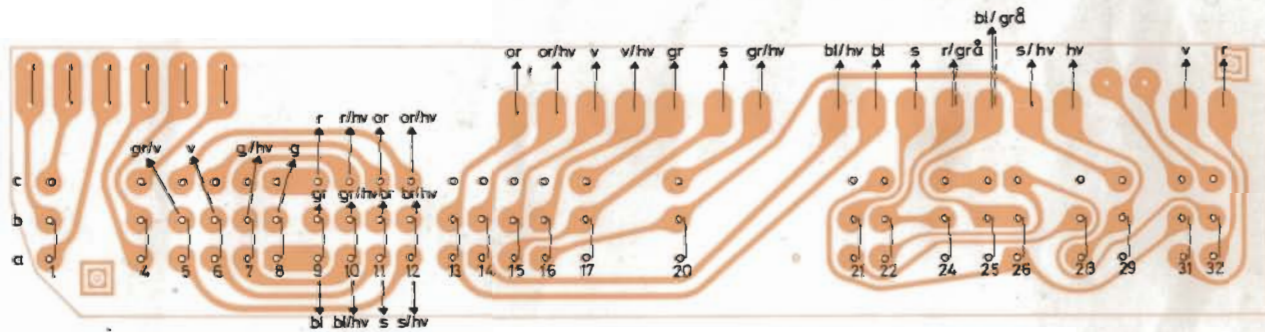 bl/grå
or or/hv v v/hv gr s gr/hv bl/hv bl s r/grå s/hv hv v r
r r/hv or or/hv
gr/v v g/hv g
c
gr gr/hv br br/hv
b
a
1 4 5 6 7 8 9 10 11 12 13 14 15 16 17 20 21 22 24 25 26 28 29 31 32
bl bl/hv s s/hv